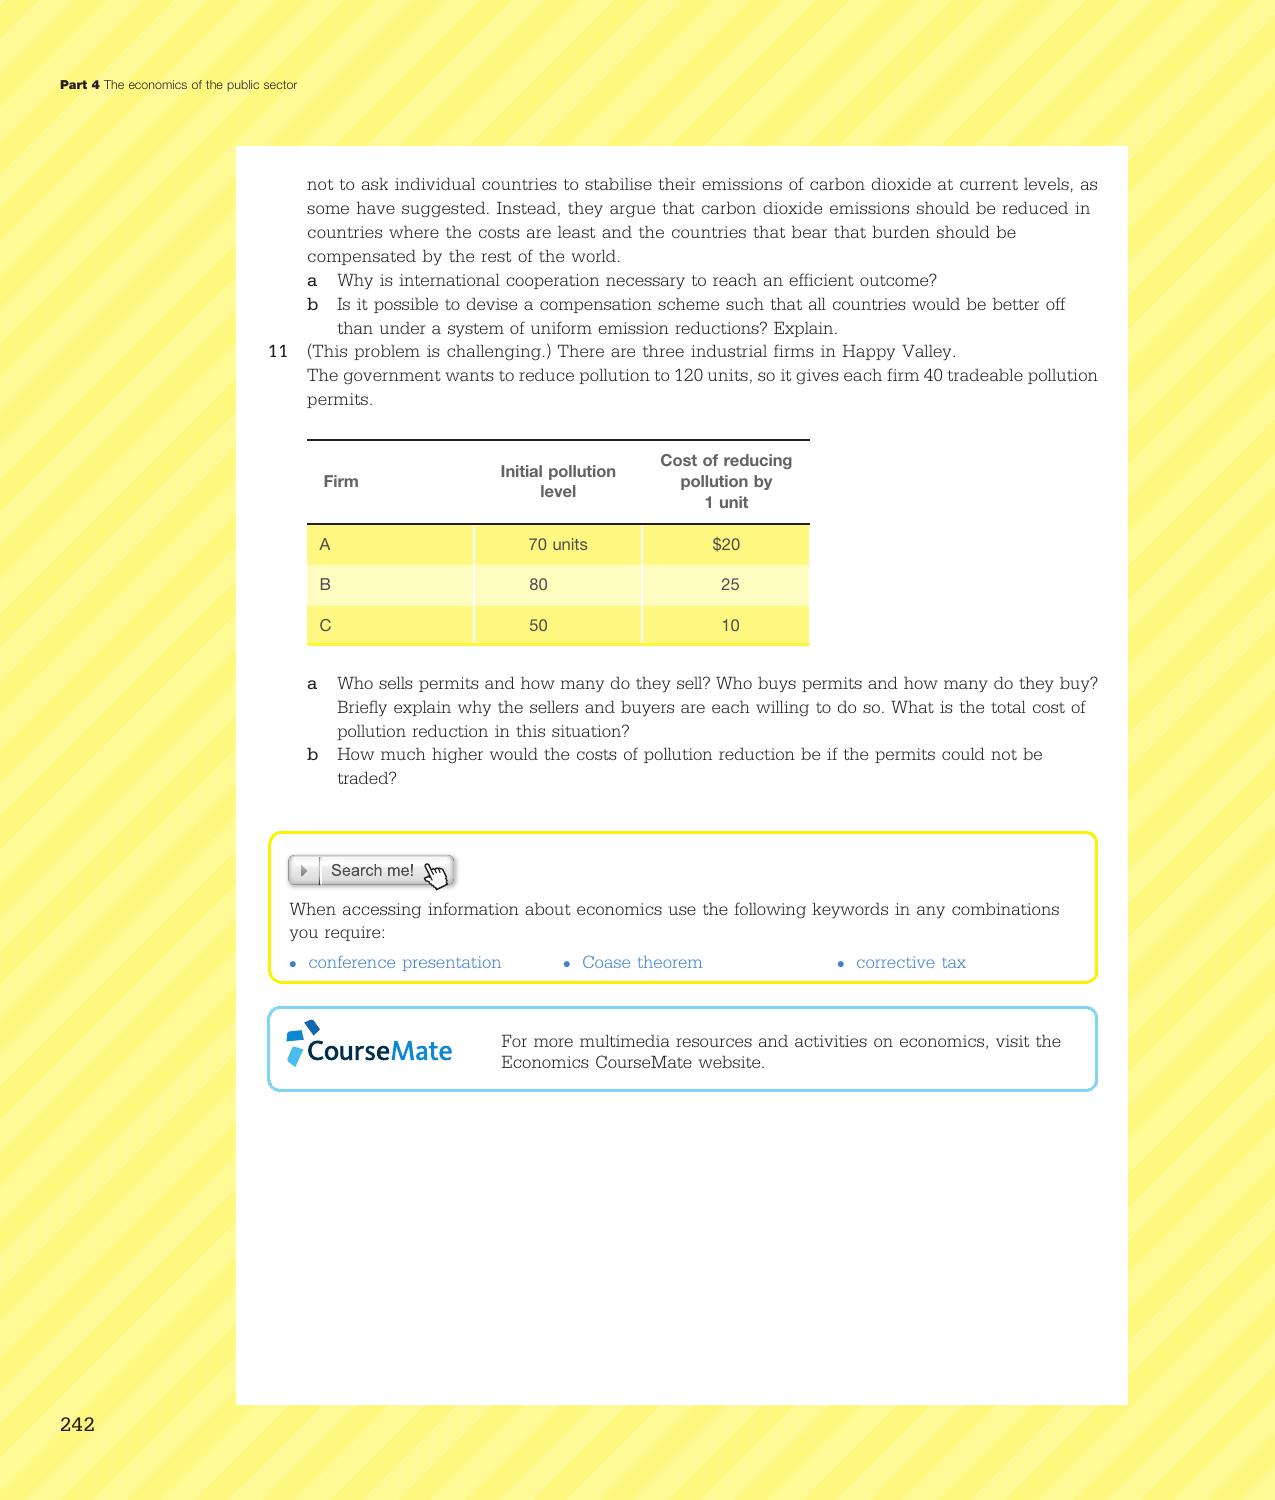 Part 4 The economics of the public sector
not to ask individual countries to stabilise their emissions of carbon dioxide at current levels, as
some have suggested. Instead, they argue that carbon dioxide emissions should be reduced in
countries where the costs are least and the countries that bear that burden should be
compensated by the rest of the world.
a Why is international cooperation necessary to reach an efficient outcome?
b Is it possible to devise a compensation scheme such that all countries would be better off
than under a system of uniform emission reductions? Explain.
11 (This problem is challenging.) There are three industrial firms in Happy Valley.
The government wants to reduce pollution to 120 units, so it gives each firm 40 tradeable pollution
permits.
Firm
Initial pollution
level
Cost of reducing
pollution by
1 unit
A 70 units $20
B 80 25
C 50 10
a Who sells permits and how many do they sell? Who buys permits and how many do they buy?
Briefly explain why the sellers and buyers are each willing to do so. What is the total cost of
pollution reduction in this situation?
b How much higher would the costs of pollution reduction be if the permits could not be
traded?
Search me!
When accessing information about economics use the following keywords in any combinations
you require:
• conference presentation • Coase theorem • corrective tax
CourseMate
For more multimedia resources and activities on economics, visit the
Economics CourseMate website.
242